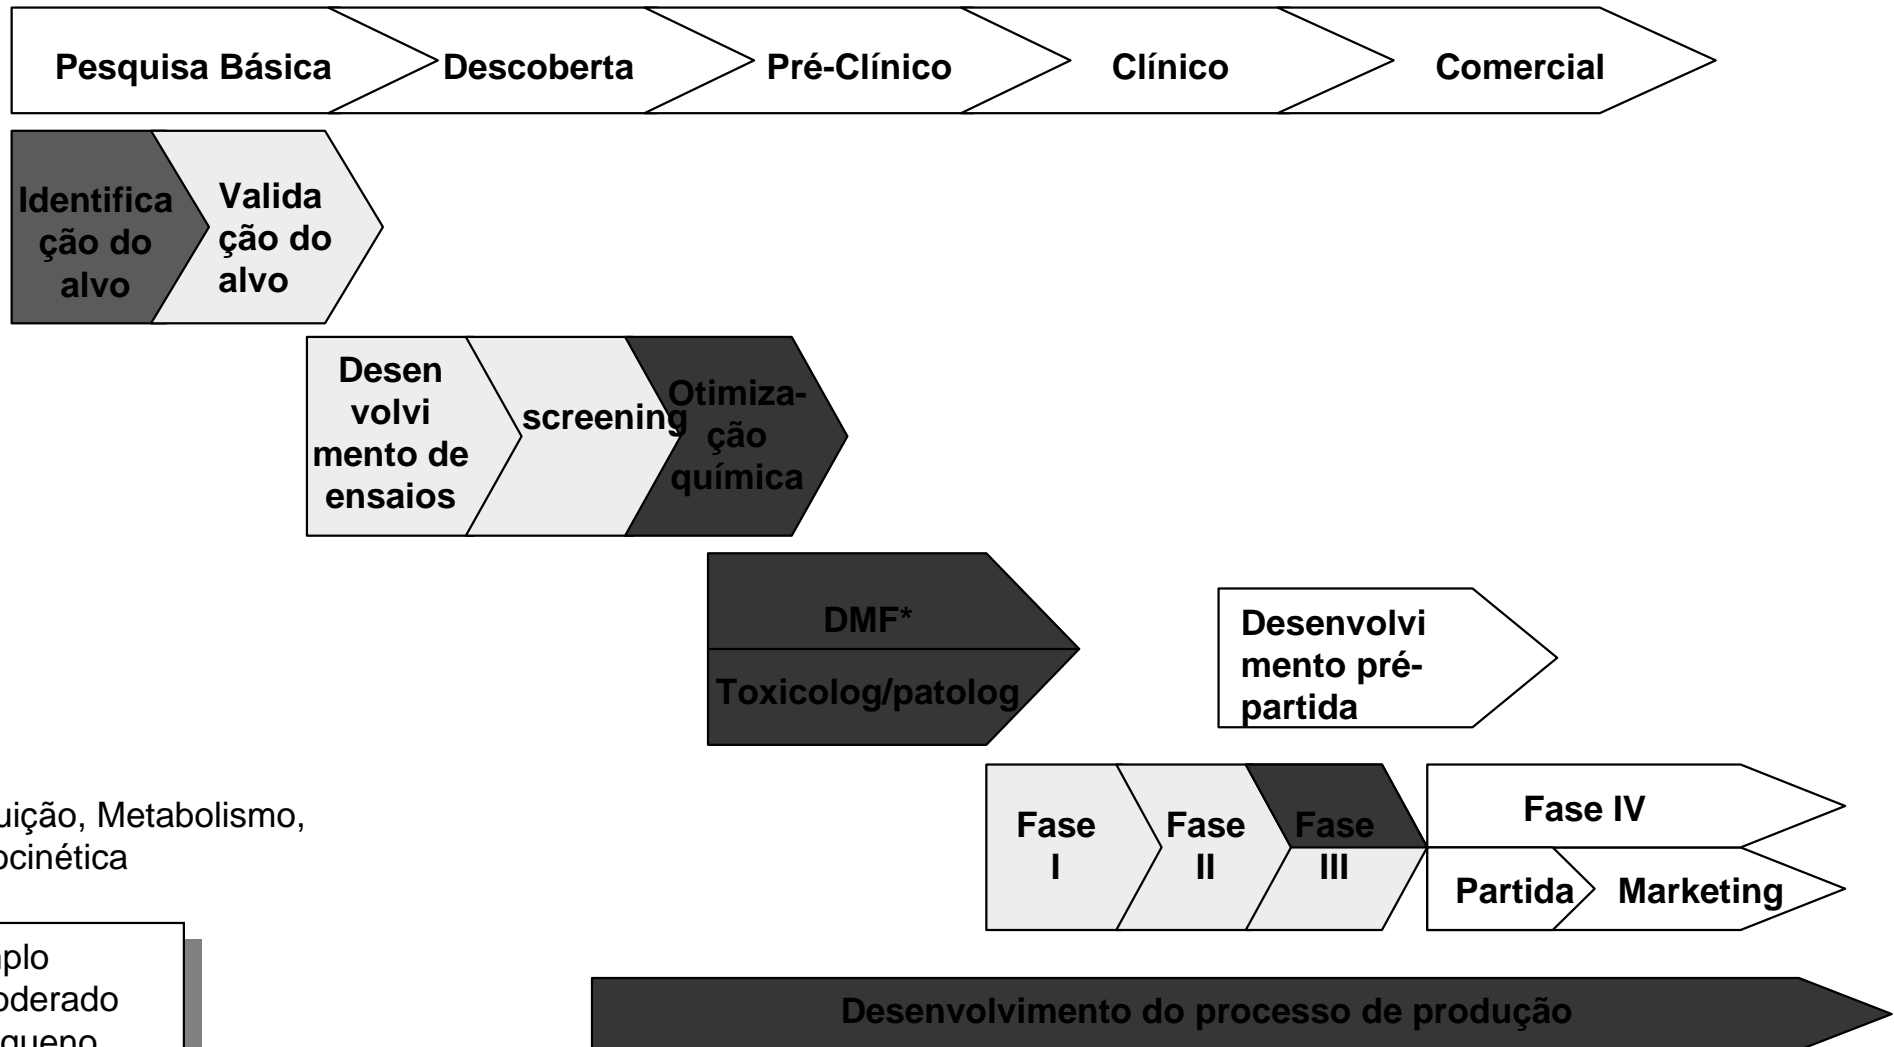 Pesquisa Básica
Descoberta
Pré-Clínico
Clínico
Comercial
Identifica
ção do
alvo
Valida
ção do
alvo
Desen
volvi
mento de
ensaios
screening
Otimiza-
ção
química
DMF*
Toxicolog/patolog
Desenvolvi
mento pré-
partida
uição, Metabolismo,
ocinética
Fase
I
Fase
II
Fase
III
Fase IV
Partida
Marketing
nplo
oderado
queno
Desenvolvimento do processo de produção